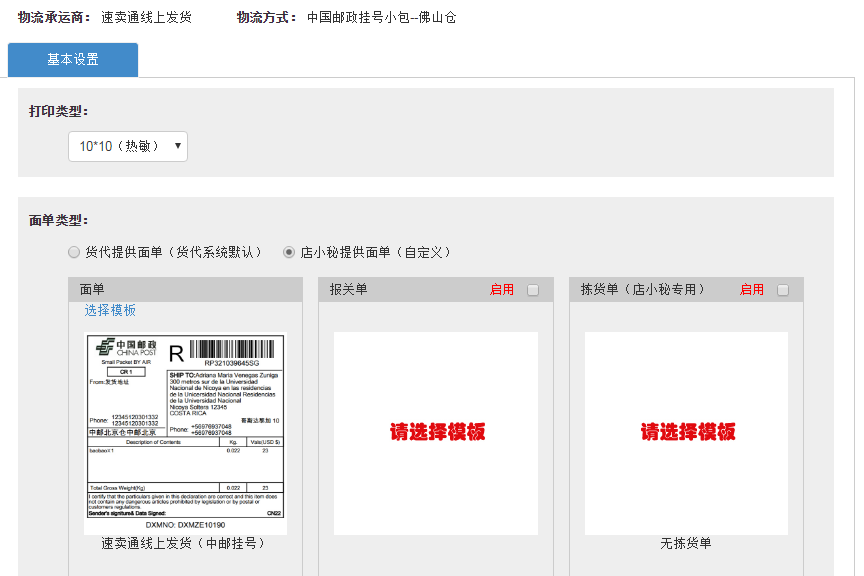 物流承运商： 速卖通线上发货 物流方式： 中国邮政挂号小包--佛山仓
基本设置
打印类型：
10*10（热敏）
面单类型：
货代提供面单（货代系统默认） 店小秘提供面单（自定义）
面单
选择模板
中国邮政
CHINA POST
Small Packet BY AIR
CR 1
From:发货地址
Phone: 12345120301332
12345120301332
中邮北京仓中邮北京
R
RP321039645SG
SHIP TO:Adriana Maria Venegas Zuniga
300 metros sur de la Universidad
Nacional de Nicoya en las residencias
de la Universidad Nacional Residencias
de la Universidad Nacional
Nicoya Soltera 12345
COSTA RICA
哥斯达黎加 10
Phone: +56976937048
+56976937048
Description of Contents Kg. Vals(USD $)
baobao*1 0.022 23
Total Gross Weight(Kg) 0.022 23
I certify that the particulars given in this declaration are correct and this item does
not contain any dangerous articles prohibited by legislation or by postal or
customers regulations.
Sender's signiture& Data Signed: CN22
DXMNO: DXMZE10190
速卖通线上发货（中邮挂号）
报关单 启用
请选择模板
拣货单（店小秘专用） 启用
请选择模板
无拣货单